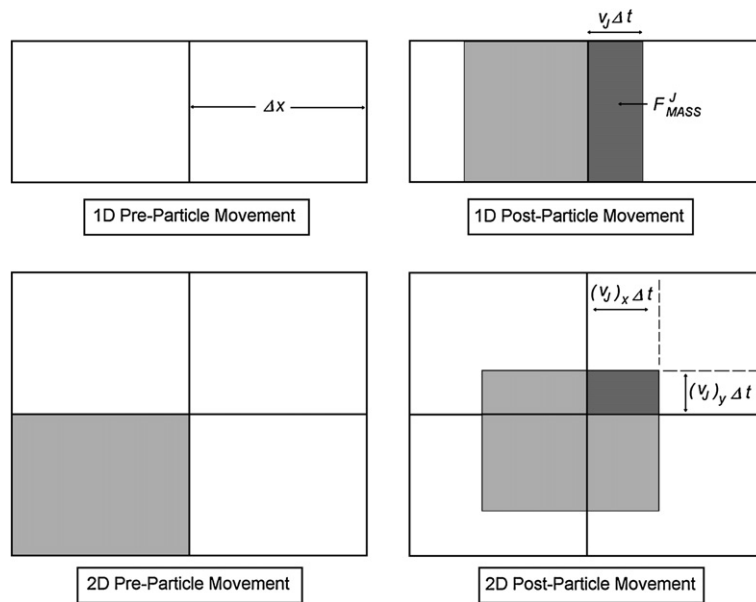 v_J Δt
Δx
F^J_MASS
1D Pre-Particle Movement
1D Post-Particle Movement
(v_J)_x Δt
(v_J)_y Δt
2D Pre-Particle Movement
2D Post-Particle Movement